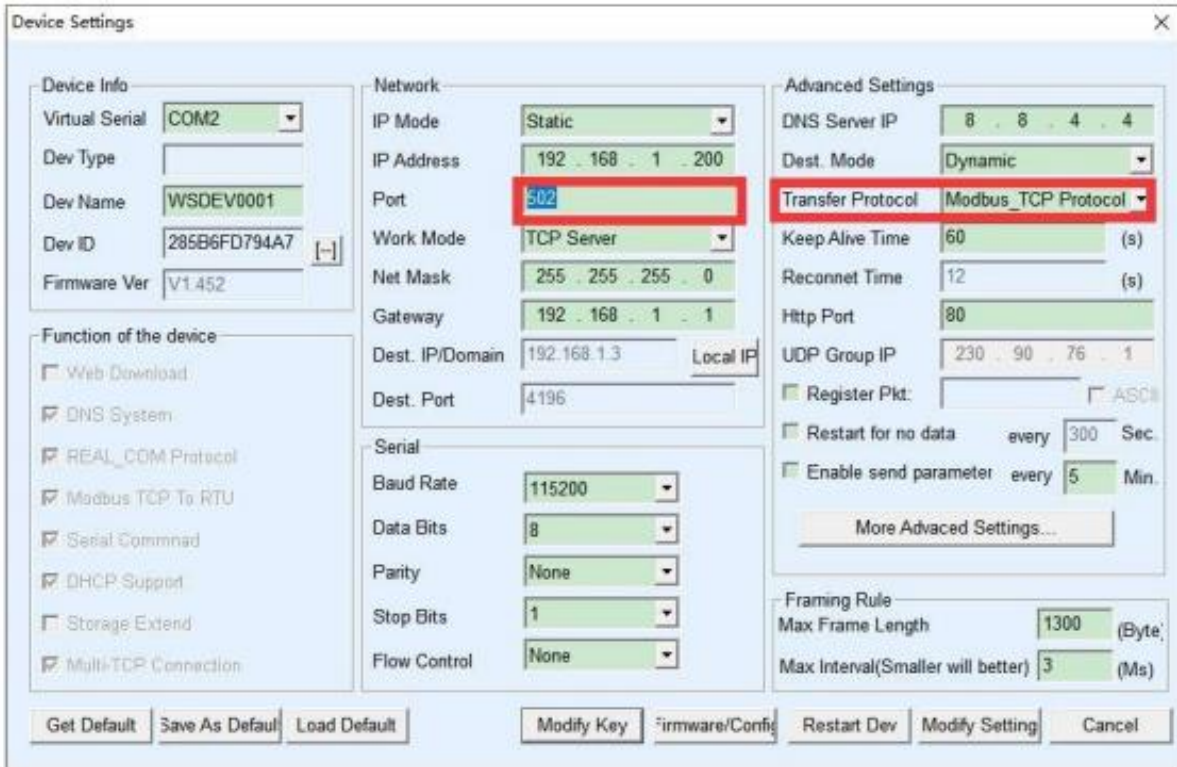 Device Settings
Device Info
Virtual Serial COM2
Dev Type
Dev Name WSDEV0001
Dev ID 285B6FD794A7 [--]
Firmware Ver V1.452
Function of the device
Web Download
DNS System
REAL_COM Protocol
Modbus TCP To RTU
Serial Commnad
DHCP Support
Storage Extend
Multi-TCP Connection
Network
IP Mode Static
IP Address 192 . 168 . 1 . 200
Port 502
Work Mode TCP Server
Net Mask 255 . 255 . 255 . 0
Gateway 192 . 168 . 1 . 1
Dest. IP/Domain 192.168.1.3 Local IP
Dest. Port 4196
Serial
Baud Rate 115200
Data Bits 8
Parity None
Stop Bits 1
Flow Control None
Advanced Settings
DNS Server IP 8 . 8 . 4 . 4
Dest. Mode Dynamic
Transfer Protocol Modbus_TCP Protocol
Keep Alive Time 60 (s)
Reconnet Time 12 (s)
Http Port 80
UDP Group IP 230 . 90 . 76 . 1
Register Pkt: ASCII
Restart for no data every 300 Sec.
Enable send parameter every 5 Min.
More Advaced Settings...
Framing Rule
Max Frame Length 1300 (Byte)
Max Interval(Smaller will better) 3 (Ms)
Get Default Save As Defaul Load Default Modify Key Firmware/Config Restart Dev Modify Setting Cancel